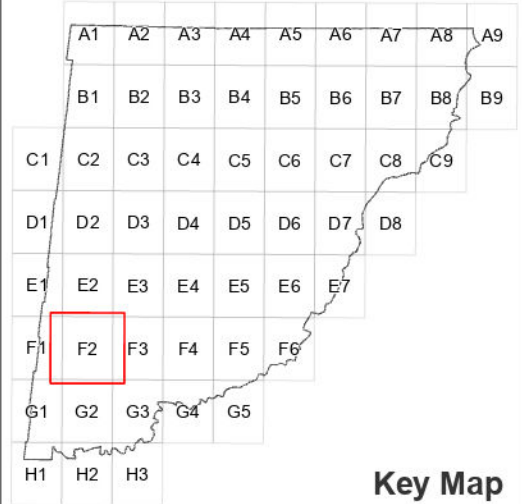 A1 A2 A3 A4 A5 A6 A7 A8 A9
B1 B2 B3 B4 B5 B6 B7 B8 B9
C1 C2 C3 C4 C5 C6 C7 C8 C9
D1 D2 D3 D4 D5 D6 D7 D8
E1 E2 E3 E4 E5 E6 E7
F1 F2 F3 F4 F5 F6
G1 G2 G3 G4 G5
H1 H2 H3
Key Map